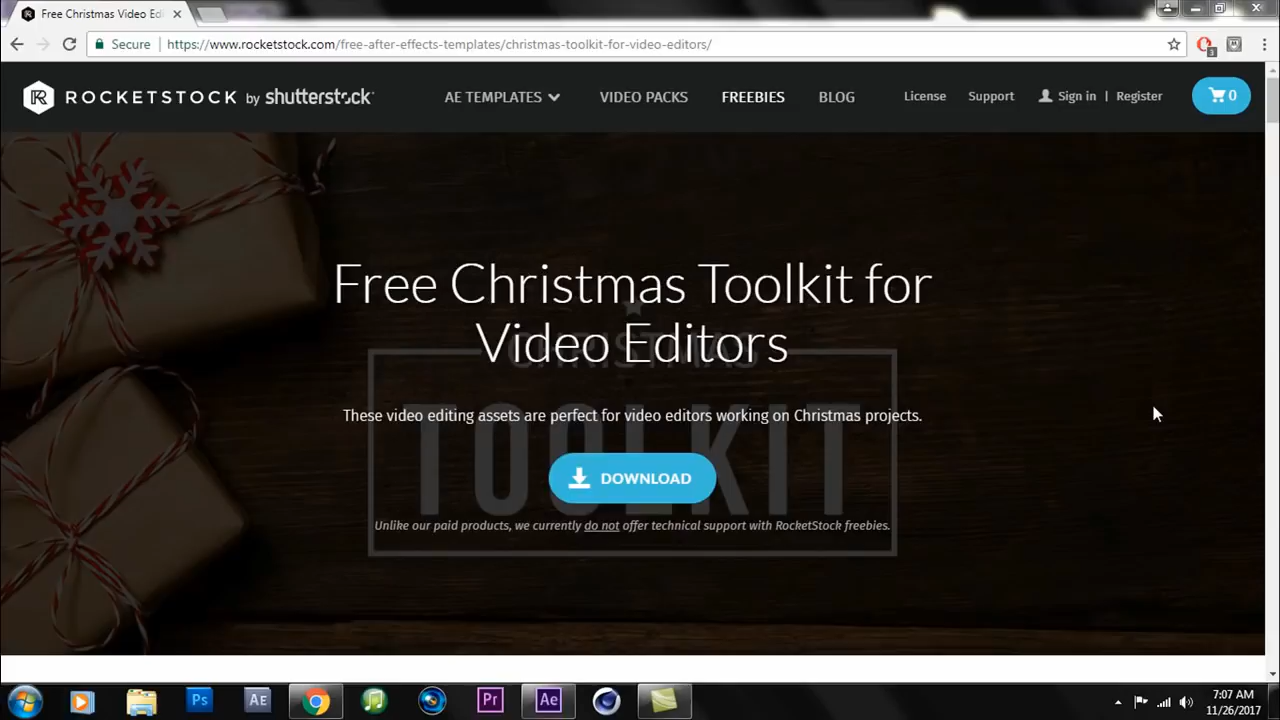 Free Christmas Video Edi
Secure
https://www.rocketstock.com/free-after-effects-templates/christmas-toolkit-for-video-editors/
3
ROCKETSTOCK by shutterstock
AE TEMPLATES
VIDEO PACKS
FREEBIES
BLOG
License
Support
Sign in | Register
0
Free Christmas Toolkit for
Video Editors
CHRISTMAS
These video editing assets are perfect for video editors working on Christmas projects.
TOOLKIT
DOWNLOAD
Unlike our paid products, we currently do not offer technical support with RocketStock freebies.
Ps
AE
Pr
Ae
7:07 AM
11/26/2017